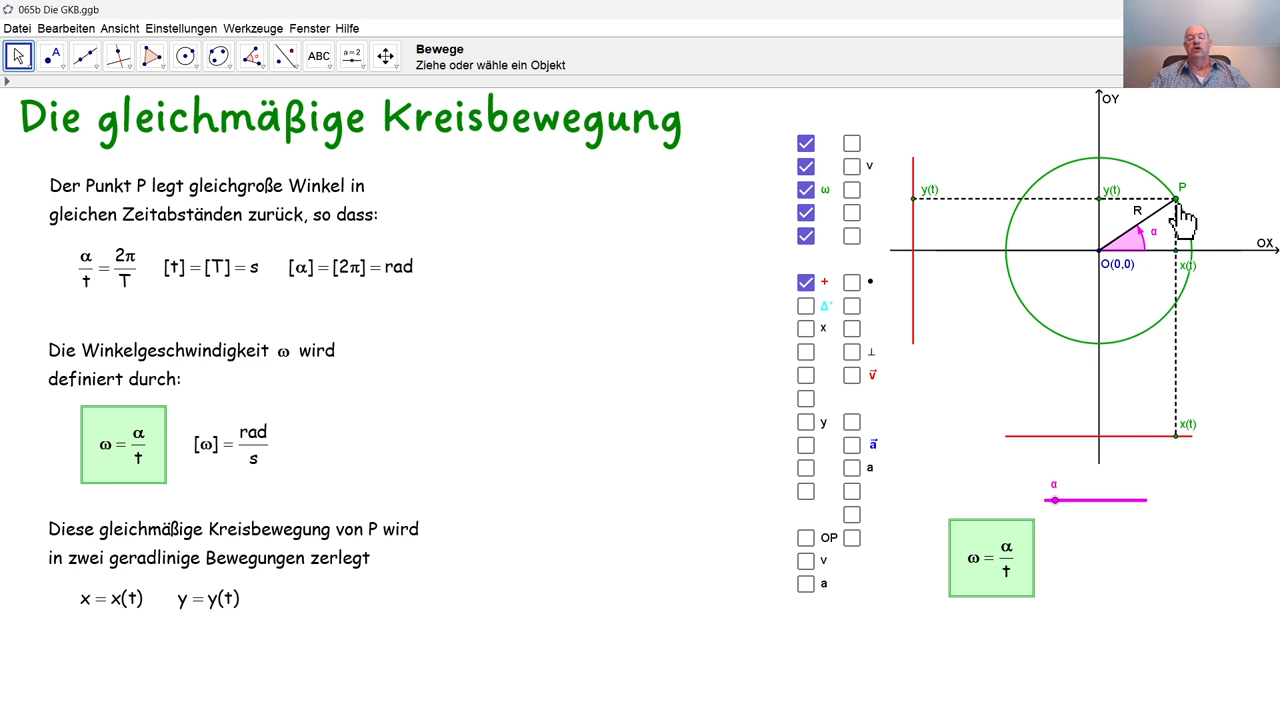 065b Die GKB.ggb
Datei Bearbeiten Ansicht Einstellungen Werkzeuge Fenster Hilfe
A
ABC
a=2
Bewege
Ziehe oder wähle ein Objekt
Die gleichmäßige Kreisbewegung
Der Punkt P legt gleichgroße Winkel in
gleichen Zeitabständen zurück, so dass:
α/t = 2π/T [t] = [T] = s [α] = [2π] = rad
Die Winkelgeschwindigkeit ω wird
definiert durch:
ω = α/t [ω] = rad/s
Diese gleichmäßige Kreisbewegung von P wird
in zwei geradlinige Bewegungen zerlegt
x = x(t) y = y(t)
v
ω
+ •
Δ°
x
⊥
v⃗
y
a⃗
a
OP
v
a
OY
y(t) y(t) P
R
α
OX
O(0,0) x(t)
x(t)
α
ω = α/t